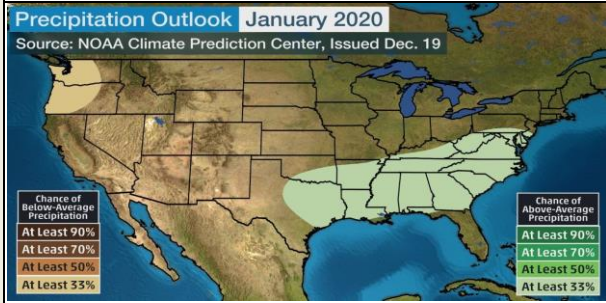 Precipitation Outlook January 2020
Source: NOAA Climate Prediction Center, Issued Dec. 19
Chance of
Below-Average
Precipitation
At Least 90%
At Least 70%
At Least 50%
At Least 33%
Chance of
Above-Average
Precipitation
At Least 90%
At Least 70%
At Least 50%
At Least 33%